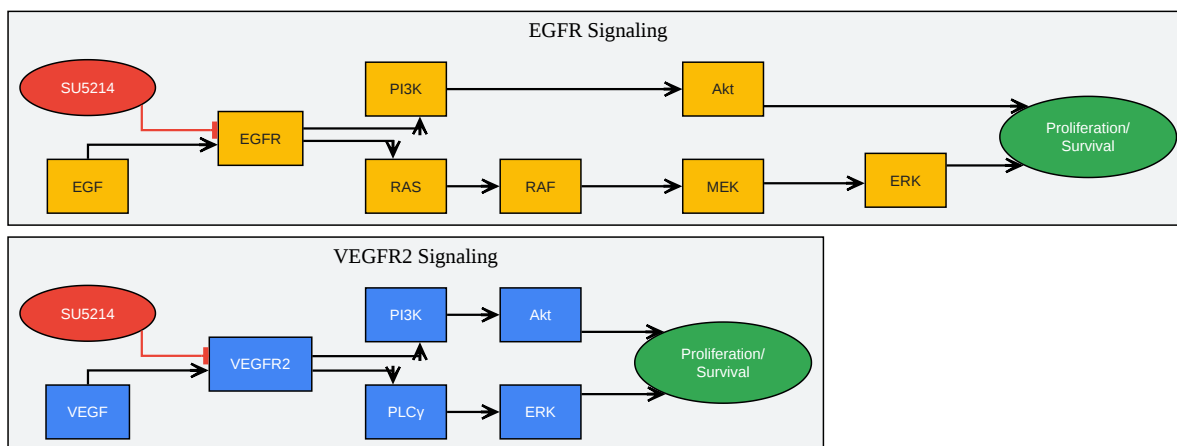 EGFR Signaling
SU5214
PI3K
Akt
EGFR
Proliferation/
Survival
EGF
RAS
RAF
MEK
ERK
VEGFR2 Signaling
SU5214
PI3K
Akt
VEGFR2
Proliferation/
Survival
VEGF
PLCγ
ERK